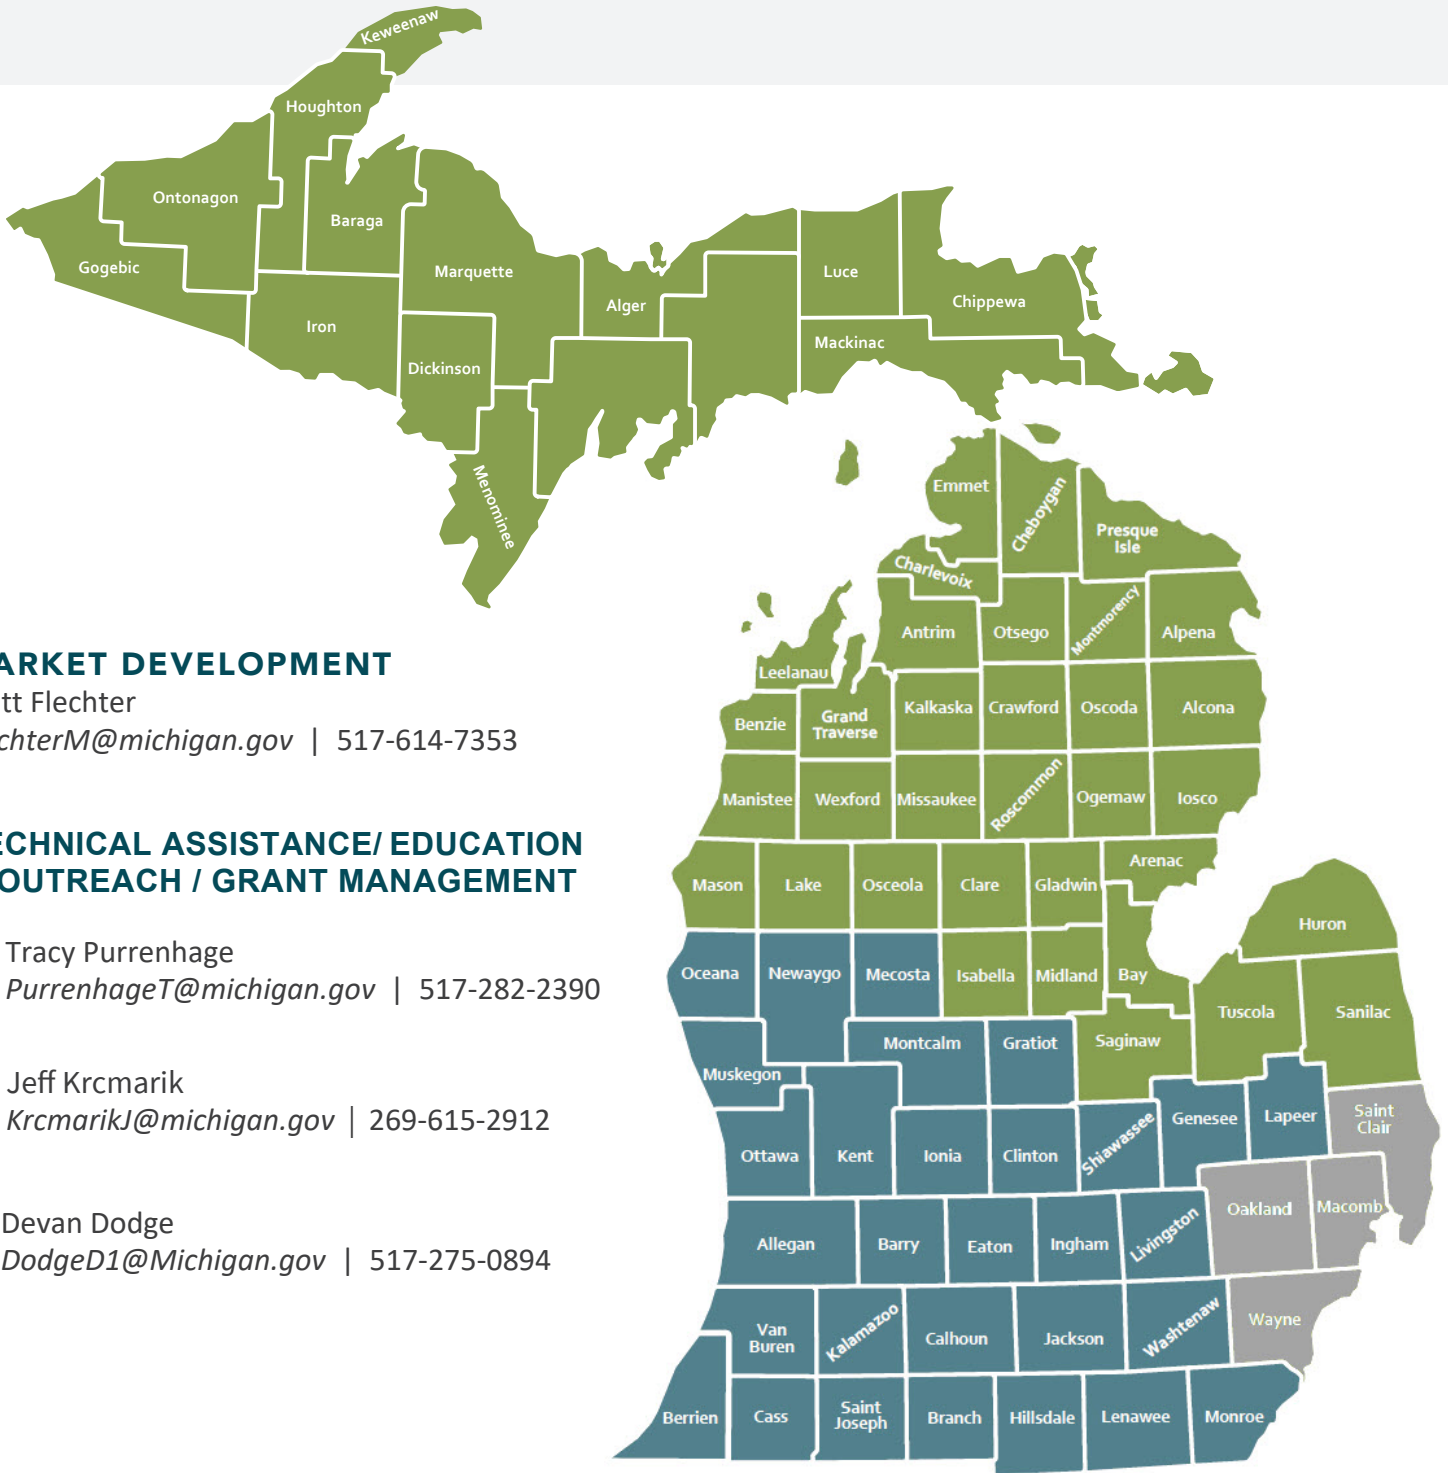 Keweenaw
Houghton
Ontonagon
Baraga
Gogebic
Marquette
Luce
Alger
Chippewa
Iron
Mackinac
Dickinson
Menominee
Emmet
Cheboygan
Presque
Isle
Charlevoix
Antrim
Otsego
Montmorency
Alpena
Leelanau
Benzie
Grand
Traverse
Kalkaska
Crawford
Oscoda
Alcona
Manistee
Wexford
Missaukee
Roscommon
Ogemaw
Iosco
Mason
Lake
Osceola
Clare
Gladwin
Arenac
Huron
Oceana
Newaygo
Mecosta
Isabella
Midland
Bay
Tuscola
Sanilac
Muskegon
Montcalm
Gratiot
Saginaw
Ottawa
Kent
Ionia
Clinton
Shiawassee
Genesee
Lapeer
Saint
Clair
Allegan
Barry
Eaton
Ingham
Livingston
Oakland
Macomb
Van
Buren
Kalamazoo
Calhoun
Jackson
Washtenaw
Wayne
Berrien
Cass
Saint
Joseph
Branch
Hillsdale
Lenawee
Monroe
ARKET DEVELOPMENT
tt Flechter
chterM@michigan.gov | 517-614-7353
ECHNICAL ASSISTANCE/ EDUCATION
OUTREACH / GRANT MANAGEMENT
Tracy Purrenhage
PurrenhageT@michigan.gov | 517-282-2390
Jeff Krcmarik
KrcmarikJ@michigan.gov | 269-615-2912
Devan Dodge
DodgeD1@Michigan.gov | 517-275-0894